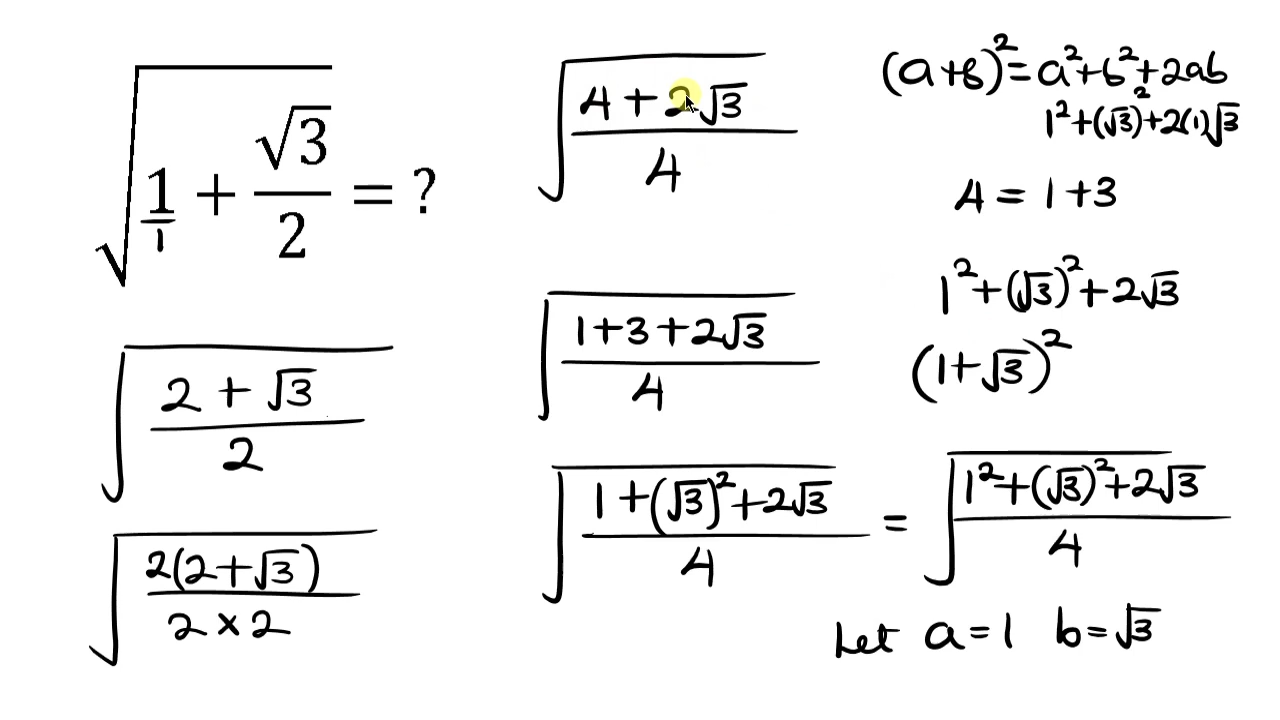 √(1/1 + √3/2) = ?
√((2 + √3)/2)
√((2(2+√3))/(2 × 2))
√((4 + 2√3)/4)
√((1+3+2√3)/4)
√((1+(√3)²+2√3)/4) = √((1²+(√3)²+2√3)/4)
Let a=1 b=√3
(a+b)²=a²+b²+2ab
1²+(√3)²+2(1)√3
4 = 1+3
1²+(√3)²+2√3
(1+√3)²